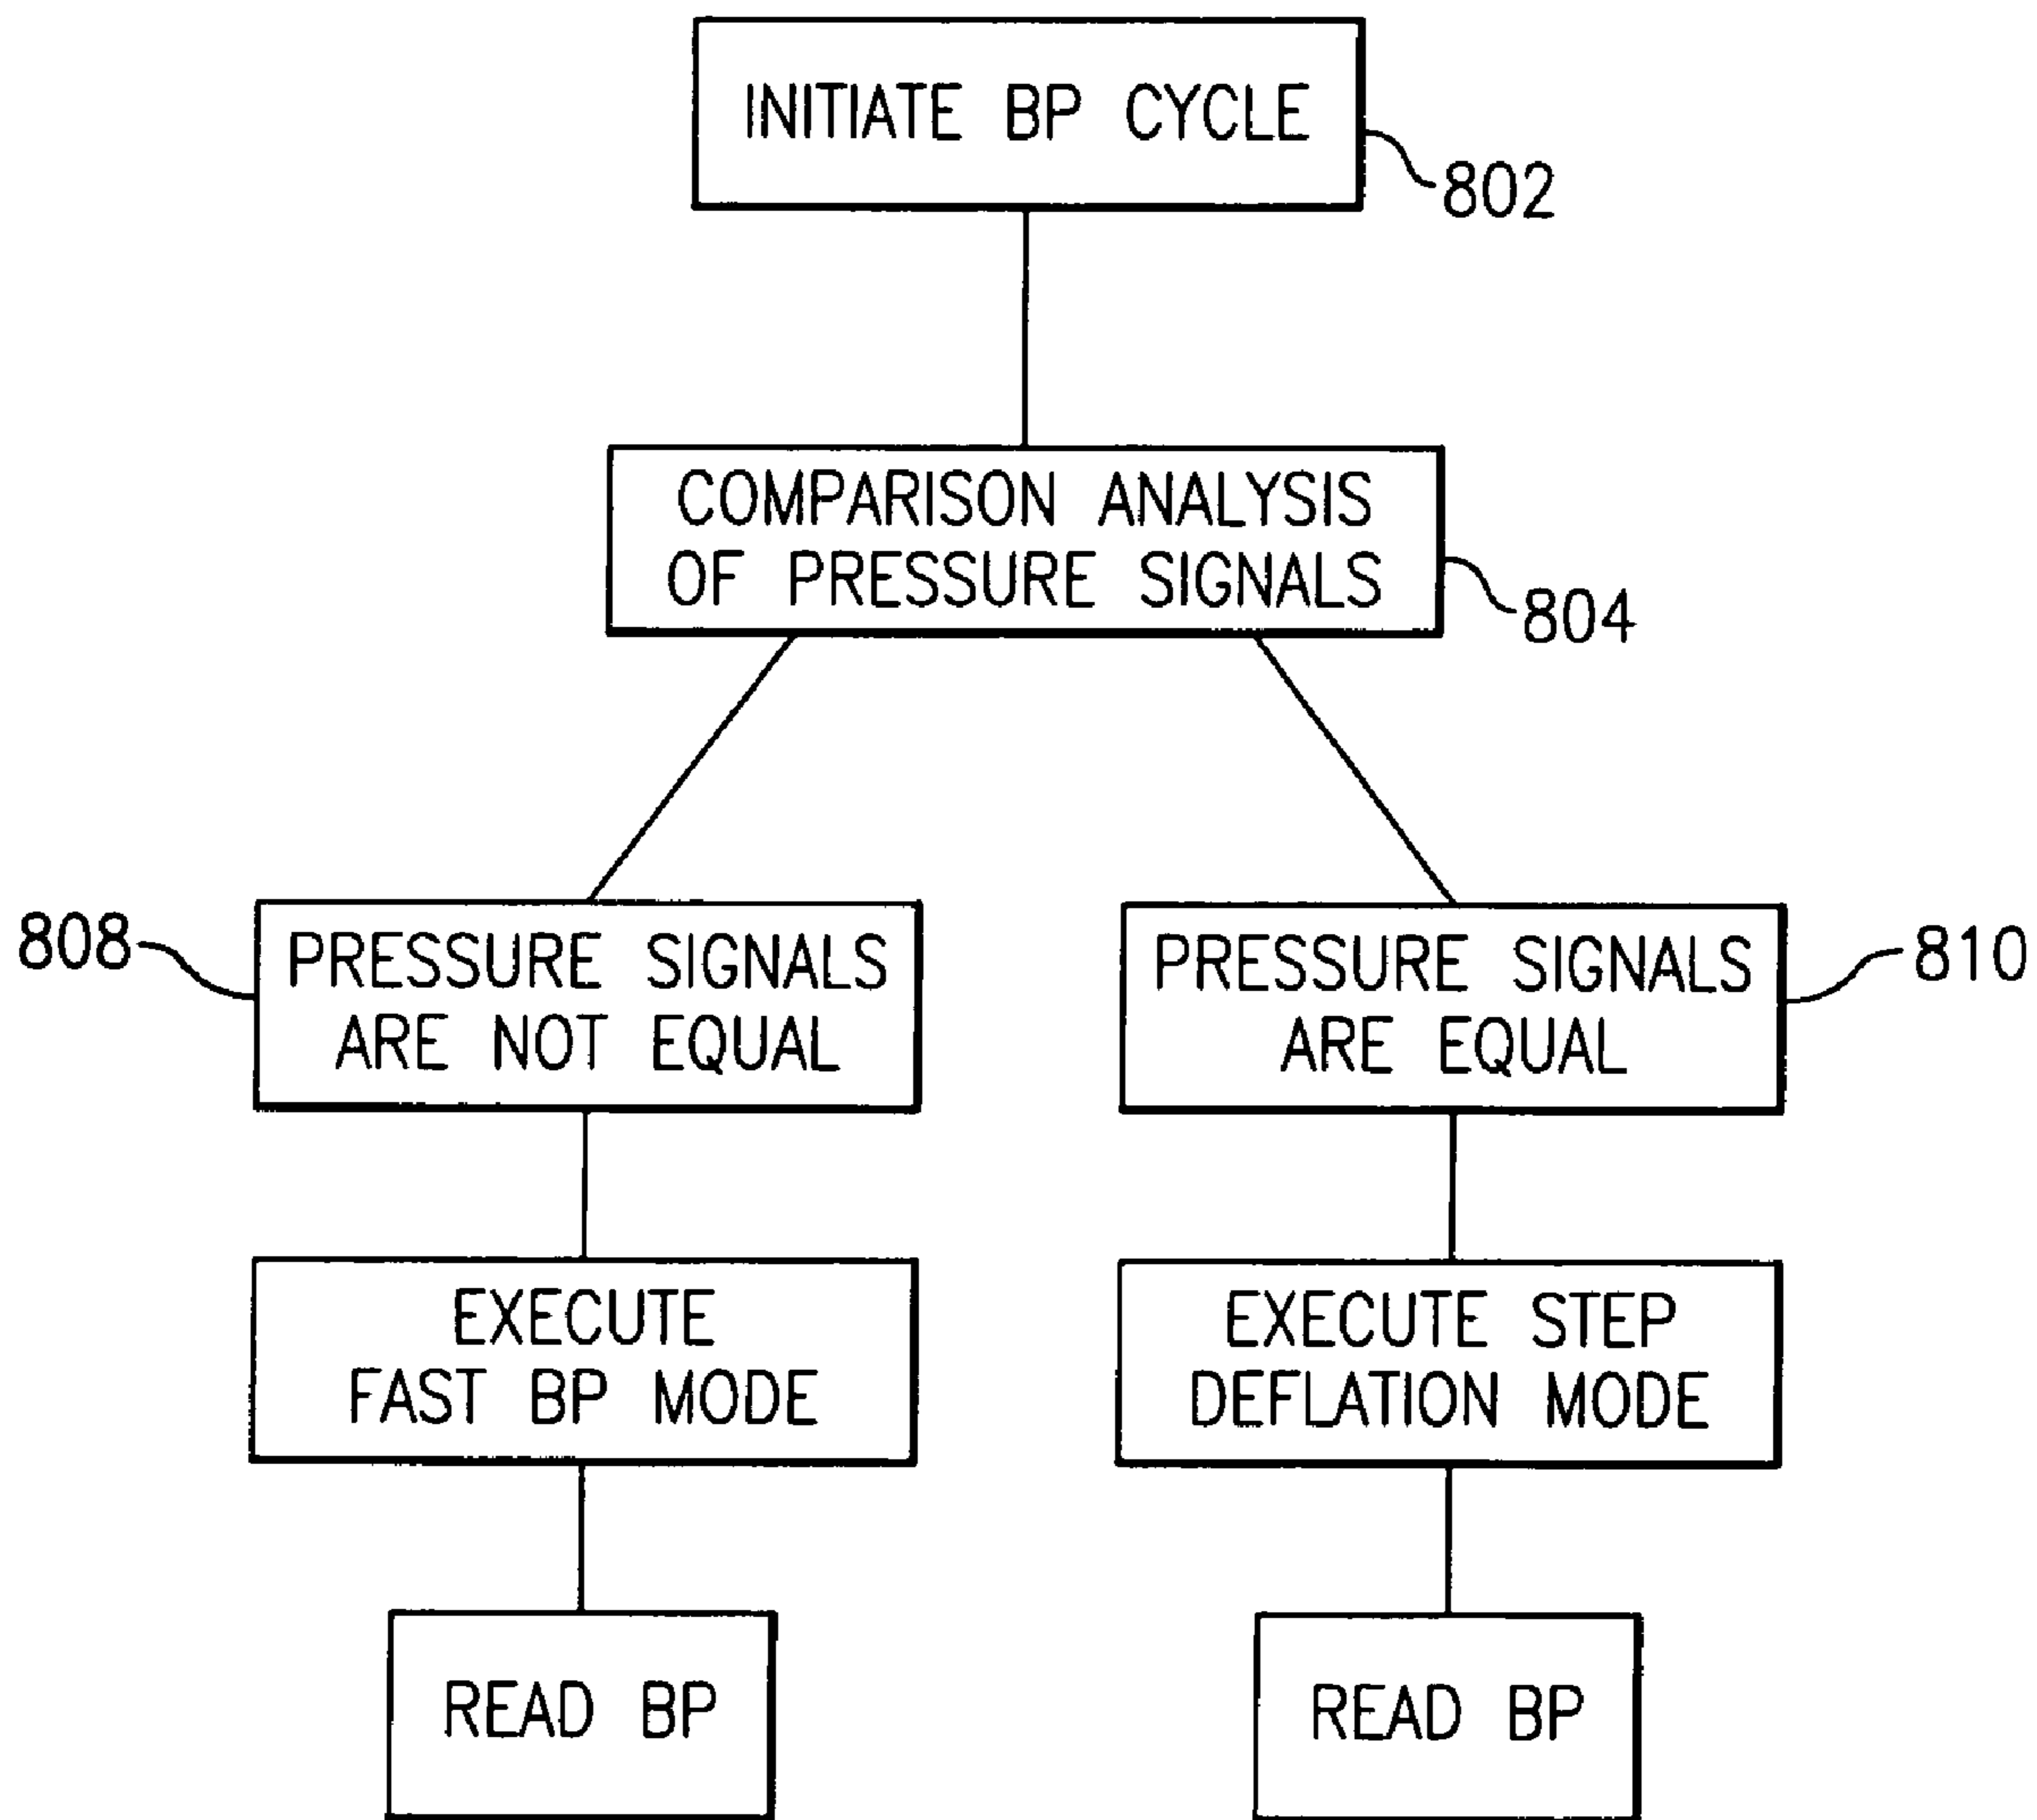 INITIATE BP CYCLE
802
COMPARISON ANALYSIS
OF PRESSURE SIGNALS
804
808
PRESSURE SIGNALS
ARE NOT EQUAL
PRESSURE SIGNALS
ARE EQUAL
810
EXECUTE
FAST BP MODE
EXECUTE STEP
DEFLATION MODE
READ BP
READ BP